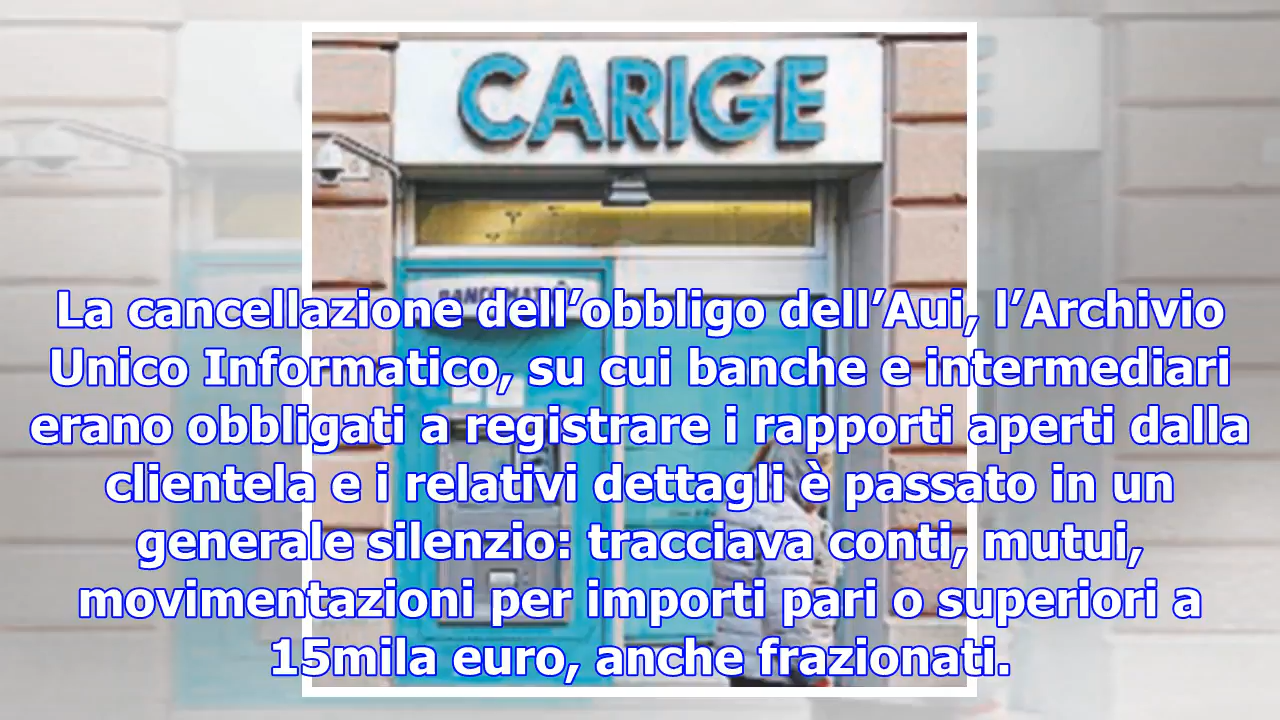 CARIGE
BANCOMAT
La cancellazione dell’obbligo dell’Aui, l’Archivio
Unico Informatico, su cui banche e intermediari
erano obbligati a registrare i rapporti aperti dalla
clientela e i relativi dettagli è passato in un
generale silenzio: tracciava conti, mutui,
movimentazioni per importi pari o superiori a
15mila euro, anche frazionati.